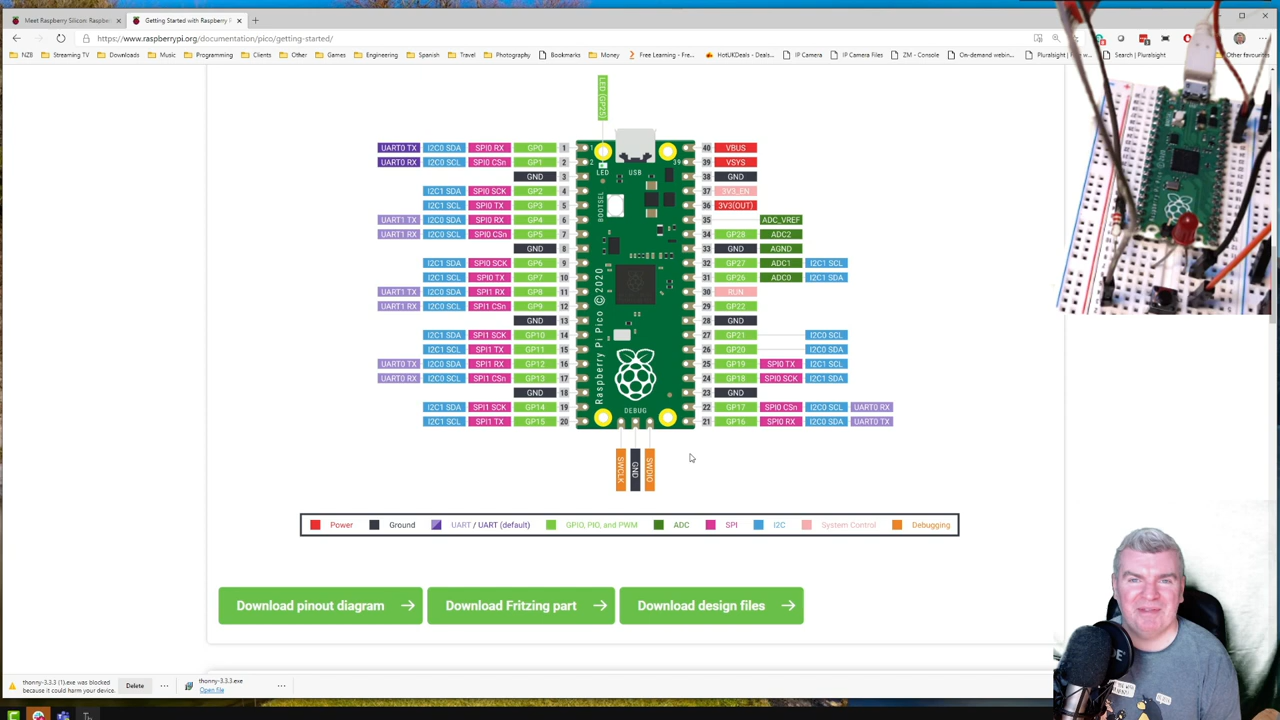 Meet Raspberry Silicon: Raspber
Getting Started with Raspberry P
https://www.raspberrypi.org/documentation/pico/getting-started/
NZB Streaming TV Downloads Music Programming Clients Other Games Engineering Spanish Travel Photography Bookmarks Money Free Learning - Fre... HotUKDeals - Deals... IP Camera IP Camera Files ZM - Console On-demand webin... Pluralsight | Search | Pluralsight Other favourites
LED (GP25)
UART0 TX I2C0 SDA SPI0 RX GP0 1 40 VBUS
UART0 RX I2C0 SCL SPI0 CSn GP1 2 39 VSYS
GND 3 38 GND
I2C1 SDA SPI0 SCK GP2 4 37 3V3_EN
I2C1 SCL SPI0 TX GP3 5 36 3V3(OUT)
UART1 TX I2C0 SDA SPI0 RX GP4 6 35 ADC_VREF
UART1 RX I2C0 SCL SPI0 CSn GP5 7 34 GP28 ADC2
GND 8 33 GND AGND
I2C1 SDA SPI0 SCK GP6 9 32 GP27 ADC1 I2C1 SCL
I2C1 SCL SPI0 TX GP7 10 31 GP26 ADC0 I2C1 SDA
UART1 TX I2C0 SDA SPI1 RX GP8 11 30 RUN
UART1 RX I2C0 SCL SPI1 CSn GP9 12 29 GP22
GND 13 28 GND
I2C1 SDA SPI1 SCK GP10 14 27 GP21 I2C0 SCL
I2C1 SCL SPI1 TX GP11 15 26 GP20 I2C0 SDA
UART0 TX I2C0 SDA SPI1 RX GP12 16 25 GP19 SPI0 TX I2C1 SCL
UART0 RX I2C0 SCL SPI1 CSn GP13 17 24 GP18 SPI0 SCK I2C1 SDA
GND 18 23 GND
I2C1 SDA SPI1 SCK GP14 19 22 GP17 SPI0 CSn I2C0 SCL UART0 RX
I2C1 SCL SPI1 TX GP15 20 21 GP16 SPI0 RX I2C0 SDA UART0 TX
1 2 39
LED USB
BOOTSEL
Raspberry Pi Pico © 2020
DEBUG
SWCLK GND SWDIO
Power Ground UART / UART (default) GPIO, PIO, and PWM ADC SPI I2C System Control Debugging
Download pinout diagram
Download Fritzing part
Download design files
thonny-3.3.3 (1).exe was blocked
because it could harm your device.
Delete
thonny-3.3.3.exe
Open file